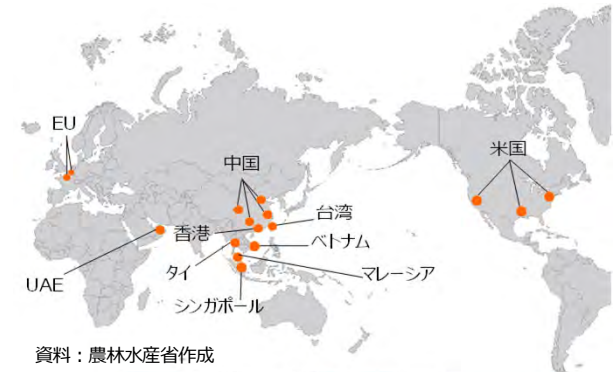 EU
中国
米国
台湾
香港
ベトナム
タイ
マレーシア
UAE
シンガポール
資料：農林水産省作成